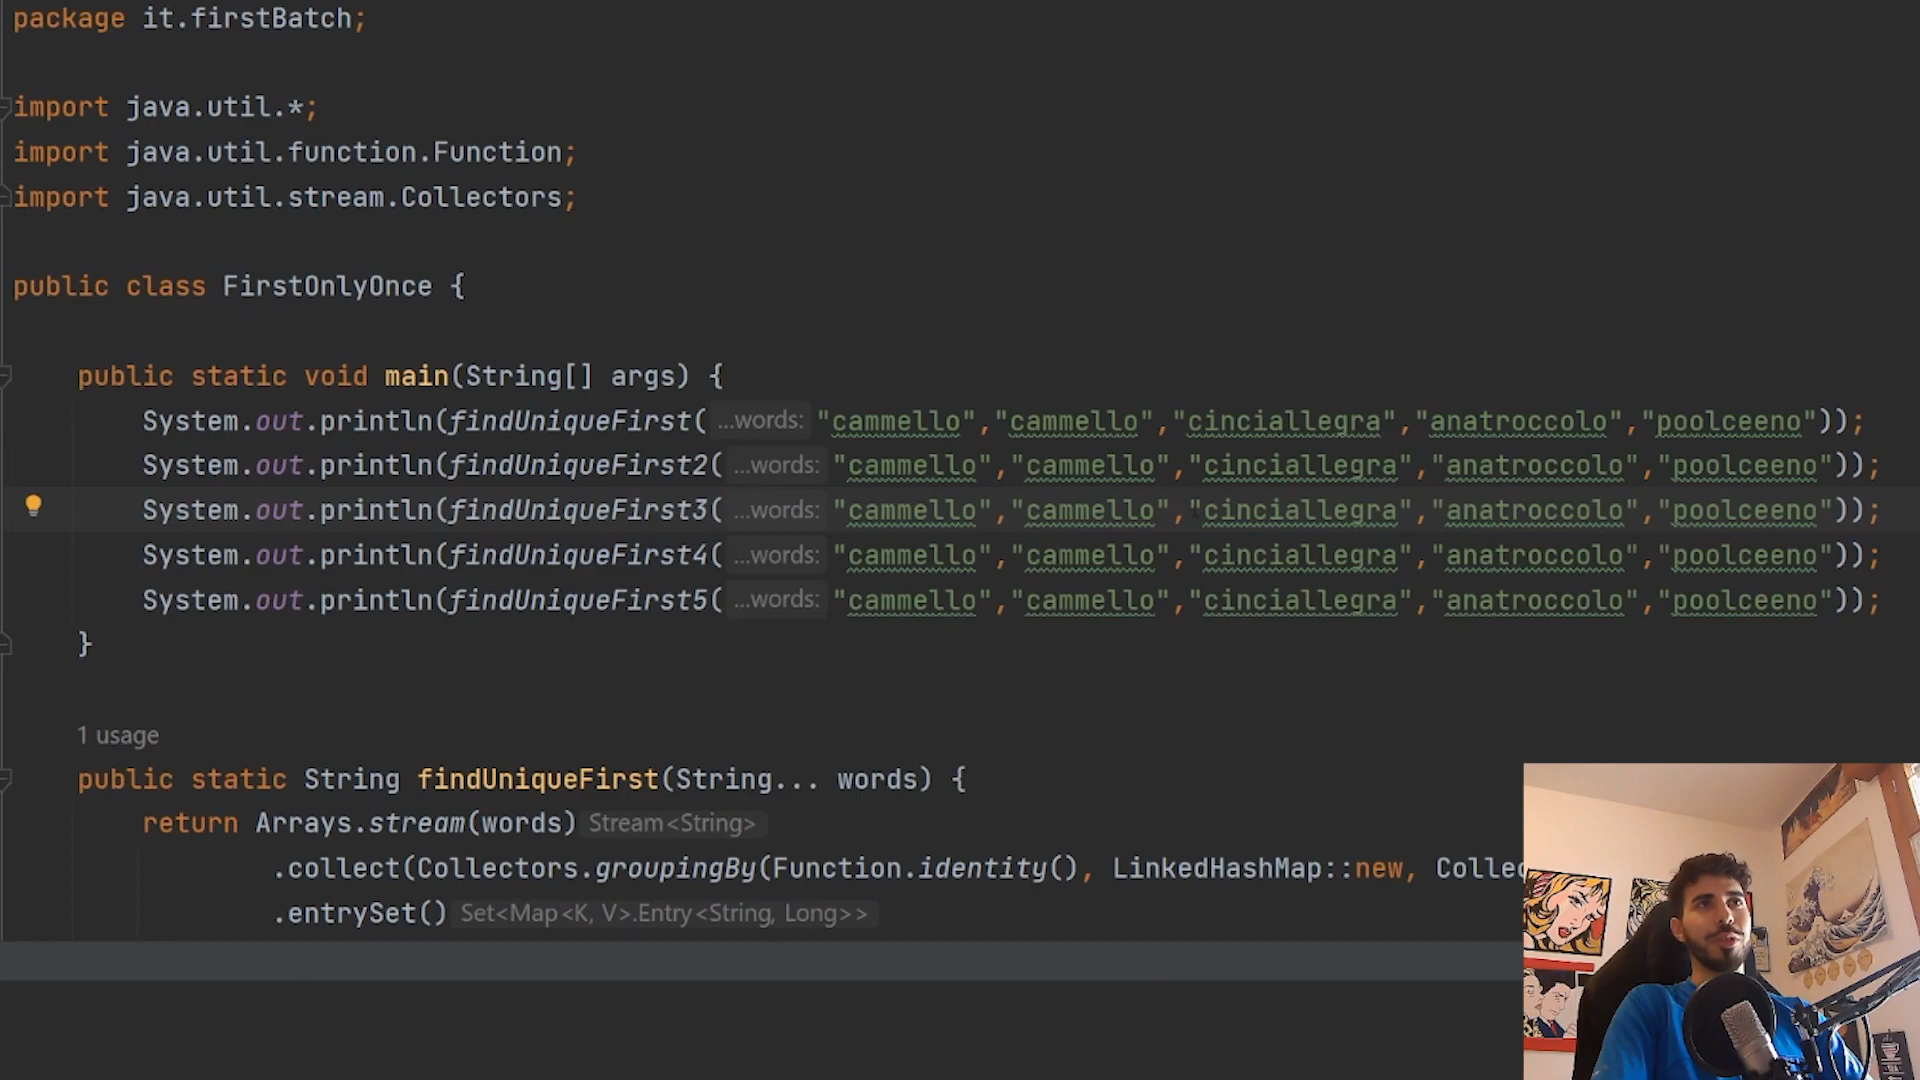 package it.firstBatch;
import java.util.*;
import java.util.function.Function;
import java.util.stream.Collectors;
public class FirstOnlyOnce {
public static void main(String[] args) {
System.out.println(findUniqueFirst( ...words: "cammello","cammello","cinciallegra","anatroccolo","poolceeno"));
System.out.println(findUniqueFirst2( ...words: "cammello","cammello","cinciallegra","anatroccolo","poolceeno"));
System.out.println(findUniqueFirst3( ...words: "cammello","cammello","cinciallegra","anatroccolo","poolceeno"));
System.out.println(findUniqueFirst4( ...words: "cammello","cammello","cinciallegra","anatroccolo","poolceeno"));
System.out.println(findUniqueFirst5( ...words: "cammello","cammello","cinciallegra","anatroccolo","poolceeno"));
}
1 usage
public static String findUniqueFirst(String... words) {
return Arrays.stream(words) Stream<String>
.collect(Collectors.groupingBy(Function.identity(), LinkedHashMap::new, Collec
.entrySet() Set<Map<K, V>.Entry<String, Long>>